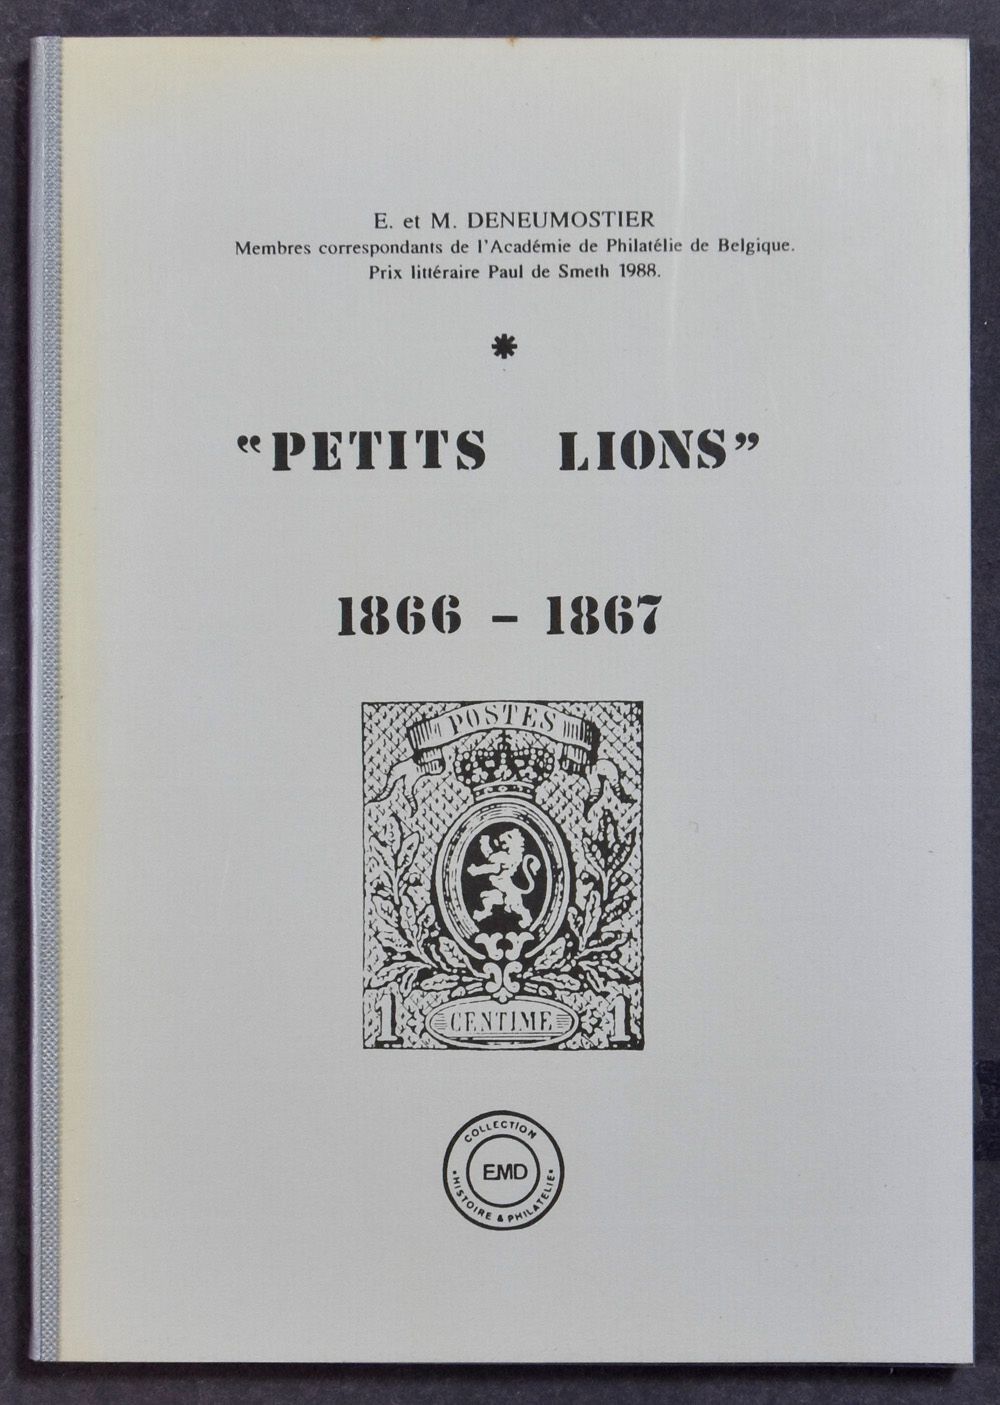 E. et M. DENEUMOSTIER
Membres correspondants de l'Académie de Philatélie de Belgique.
Prix littéraire Paul de Smeth 1988.
"PETITS LIONS"
1866 - 1867
POSTES
1 CENTIME 1
COLLECTION
EMD
•HISTOIRE & PHILATELIE•